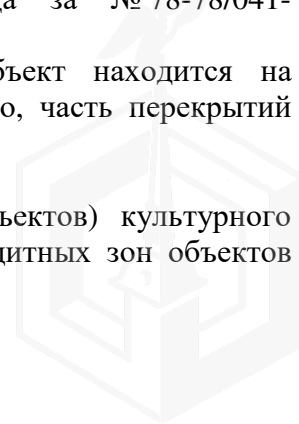 да за № 78-78/041-
бъект находится на
о, часть перекрытий
ъектов) культурного
щитных зон объектов